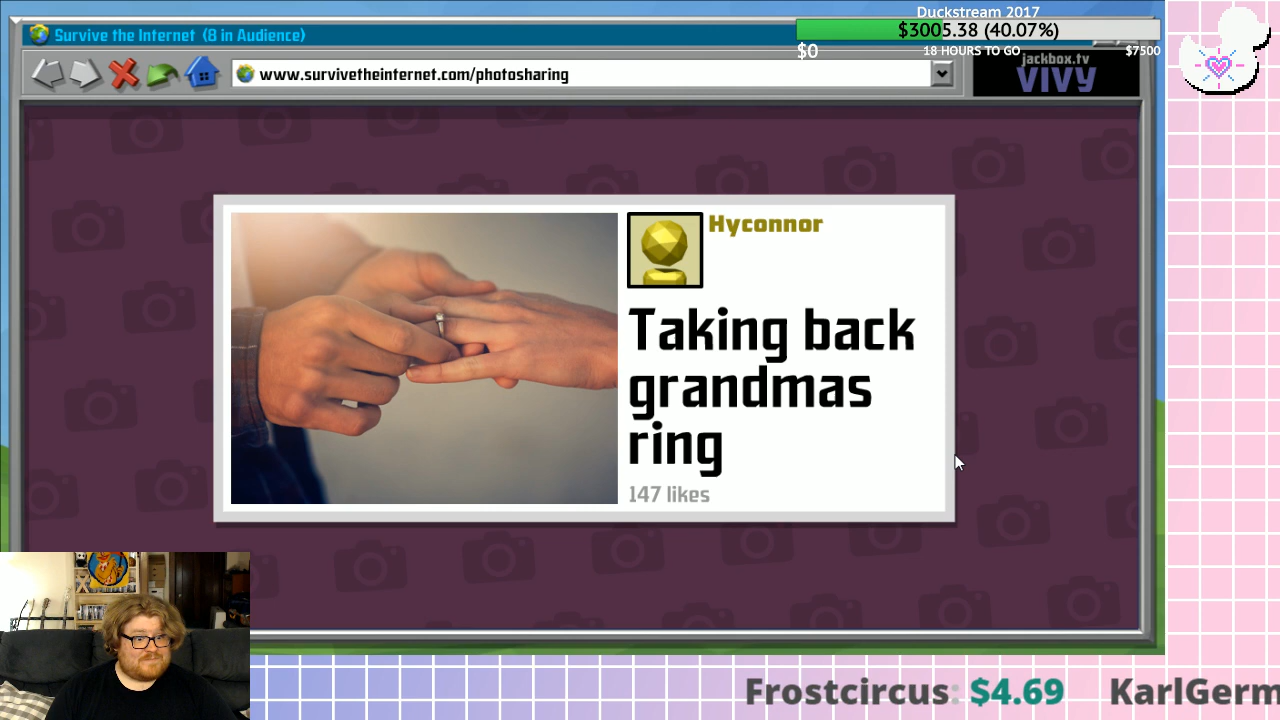 Duckstream 2017
Survive the Internet (8 in Audience)
$3005.38 (40.07%)
$0
18 HOURS TO GO
$7500
www.survivetheinternet.com/photosharing
jackbox.tv
VIVY
Hyconnor
Taking back
grandmas
ring
147 likes
Frostcircus: $4.69 KarlGerm